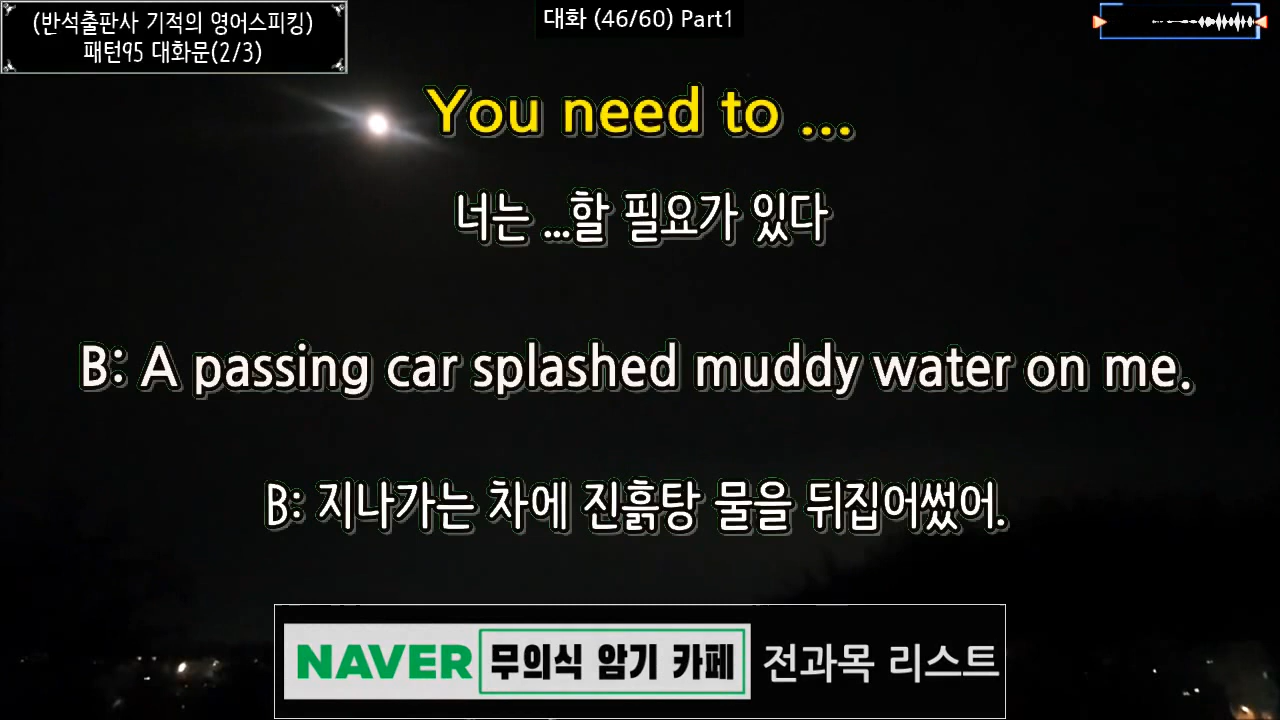 (반석출판사 기적의 영어스피킹)
패턴95 대화문(2/3)
대화 (46/60) Part1
You need to ...
너는 ...할 필요가 있다
B: A passing car splashed muddy water on me.
B: 지나가는 차에 진흙탕 물을 뒤집어썼어.
NAVER 무의식 암기 카페 전과목 리스트